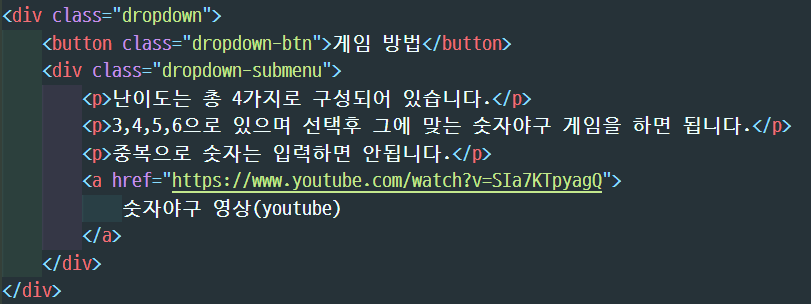 <div class="dropdown">
<button class="dropdown-btn">게임 방법</button>
<div class="dropdown-submenu">
<p>난이도는 총 4가지로 구성되어 있습니다.</p>
<p>3,4,5,6으로 있으며 선택후 그에 맞는 숫자야구 게임을 하면 됩니다.</p>
<p>중복으로 숫자는 입력하면 안됩니다.</p>
<a href="https://www.youtube.com/watch?v=SIa7KTpyagQ">
숫자야구 영상(youtube)
</a>
</div>
</div>